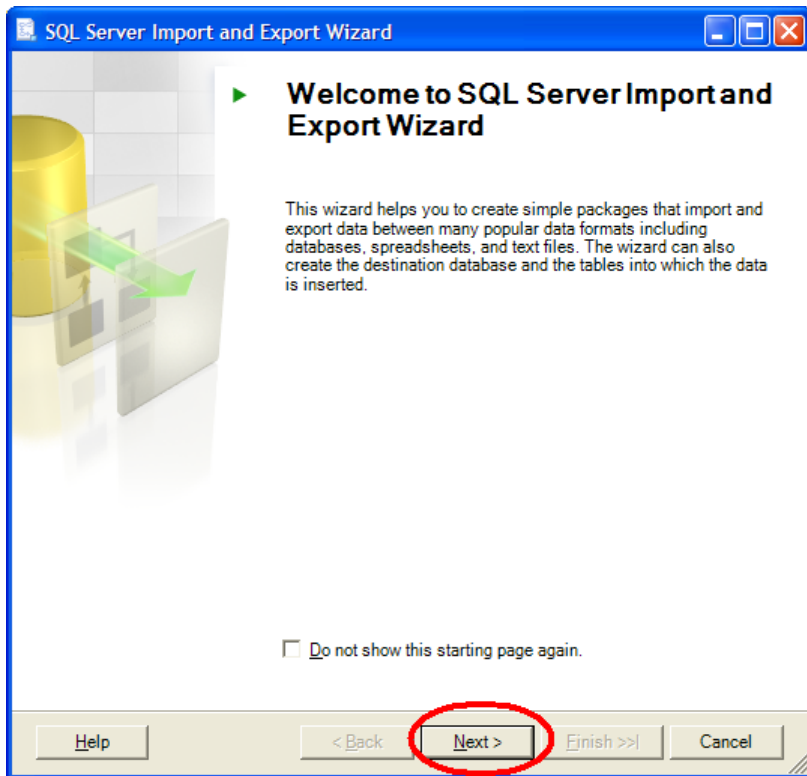 SQL Server Import and Export Wizard
Welcome to SQL Server Import and
Export Wizard
This wizard helps you to create simple packages that import and
export data between many popular data formats including
databases, spreadsheets, and text files. The wizard can also
create the destination database and the tables into which the data
is inserted.
Do not show this starting page again.
Help
< Back
Next >
Finish >>|
Cancel